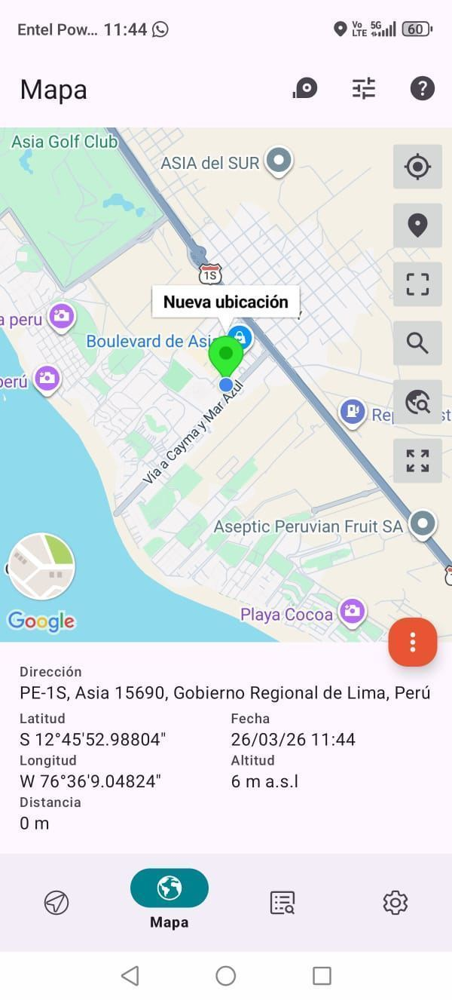 Entel Pow... 11:44
Vo LTE 5G 60
Mapa
Asia Golf Club
ASIA del SUR
1S
Nueva ubicación
a peru
Boulevard de Asi
perú
Vía a Cayma y Mar Azul
Aseptic Peruvian Fruit SA
Google
Playa Cocoa
Dirección
PE-1S, Asia 15690, Gobierno Regional de Lima, Perú
Latitud
Fecha
S 12°45'52.98804"
26/03/26 11:44
Longitud
Altitud
W 76°36'9.04824"
6 m a.s.l
Distancia
0 m
Mapa